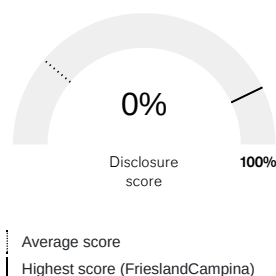 0%
Disclosure
score
100%
Average score
Highest score (FrieslandCampina)